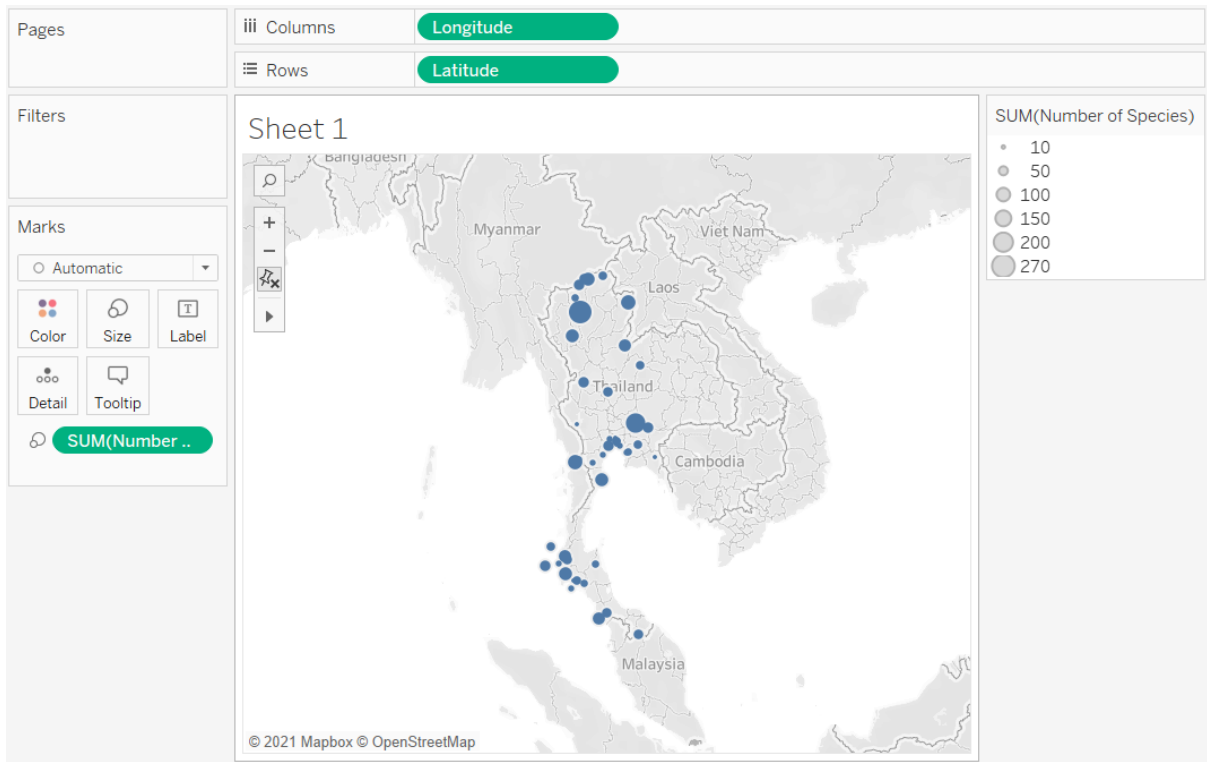 Pages
Columns
Longitude
Rows
Latitude
Filters
Marks
Automatic
Color
Size
Label
Detail
Tooltip
SUM(Number ..
Sheet 1
Bangladesh
Myanmar
Viet Nam
Laos
Thailand
Cambodia
Malaysia
© 2021 Mapbox © OpenStreetMap
SUM(Number of Species)
10
50
100
150
200
270